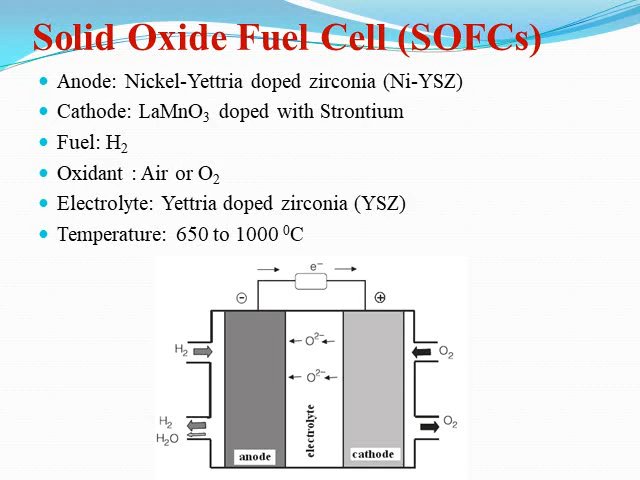 Solid Oxide Fuel Cell (SOFCs)
Anode: Nickel-Yettria doped zirconia (Ni-YSZ)
Cathode: LaMnO₃ doped with Strontium
Fuel: H₂
Oxidant : Air or O₂
Electrolyte: Yettria doped zirconia (YSZ)
Temperature: 650 to 1000 ⁰C
e⁻
⊖ ⊕
O²⁻
H₂ O₂
O²⁻
electrolyte
H₂ O₂
H₂O
anode cathode